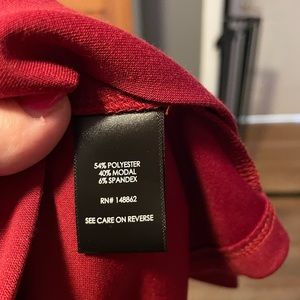 54% POLYESTER
40% MODAL
6% SPANDEX
RN# 148862
SEE CARE ON REVERSE